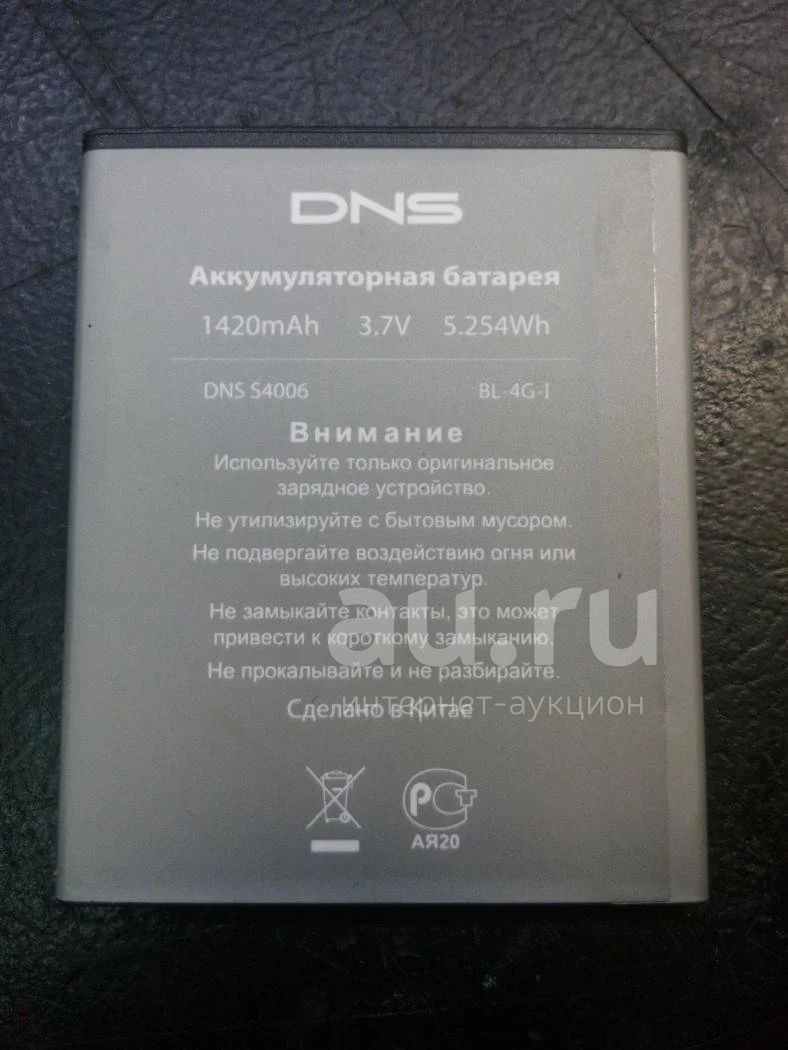 DNS
Аккумуляторная батарея
1420mAh 3.7V 5.254Wh
DNS S4006 BL-4G-I
Внимание
Используйте только оригинальное
зарядное устройство.
Не утилизируйте с бытовым мусором.
Не подвергайте воздействию огня или
высоких температур.
Не замыкайте контакты, это может
привести к короткому замыканию.
Не прокалывайте и не разбирайте.
Сделано в Китае
au.ru
интернет-аукцион
РСТ
АЯ20